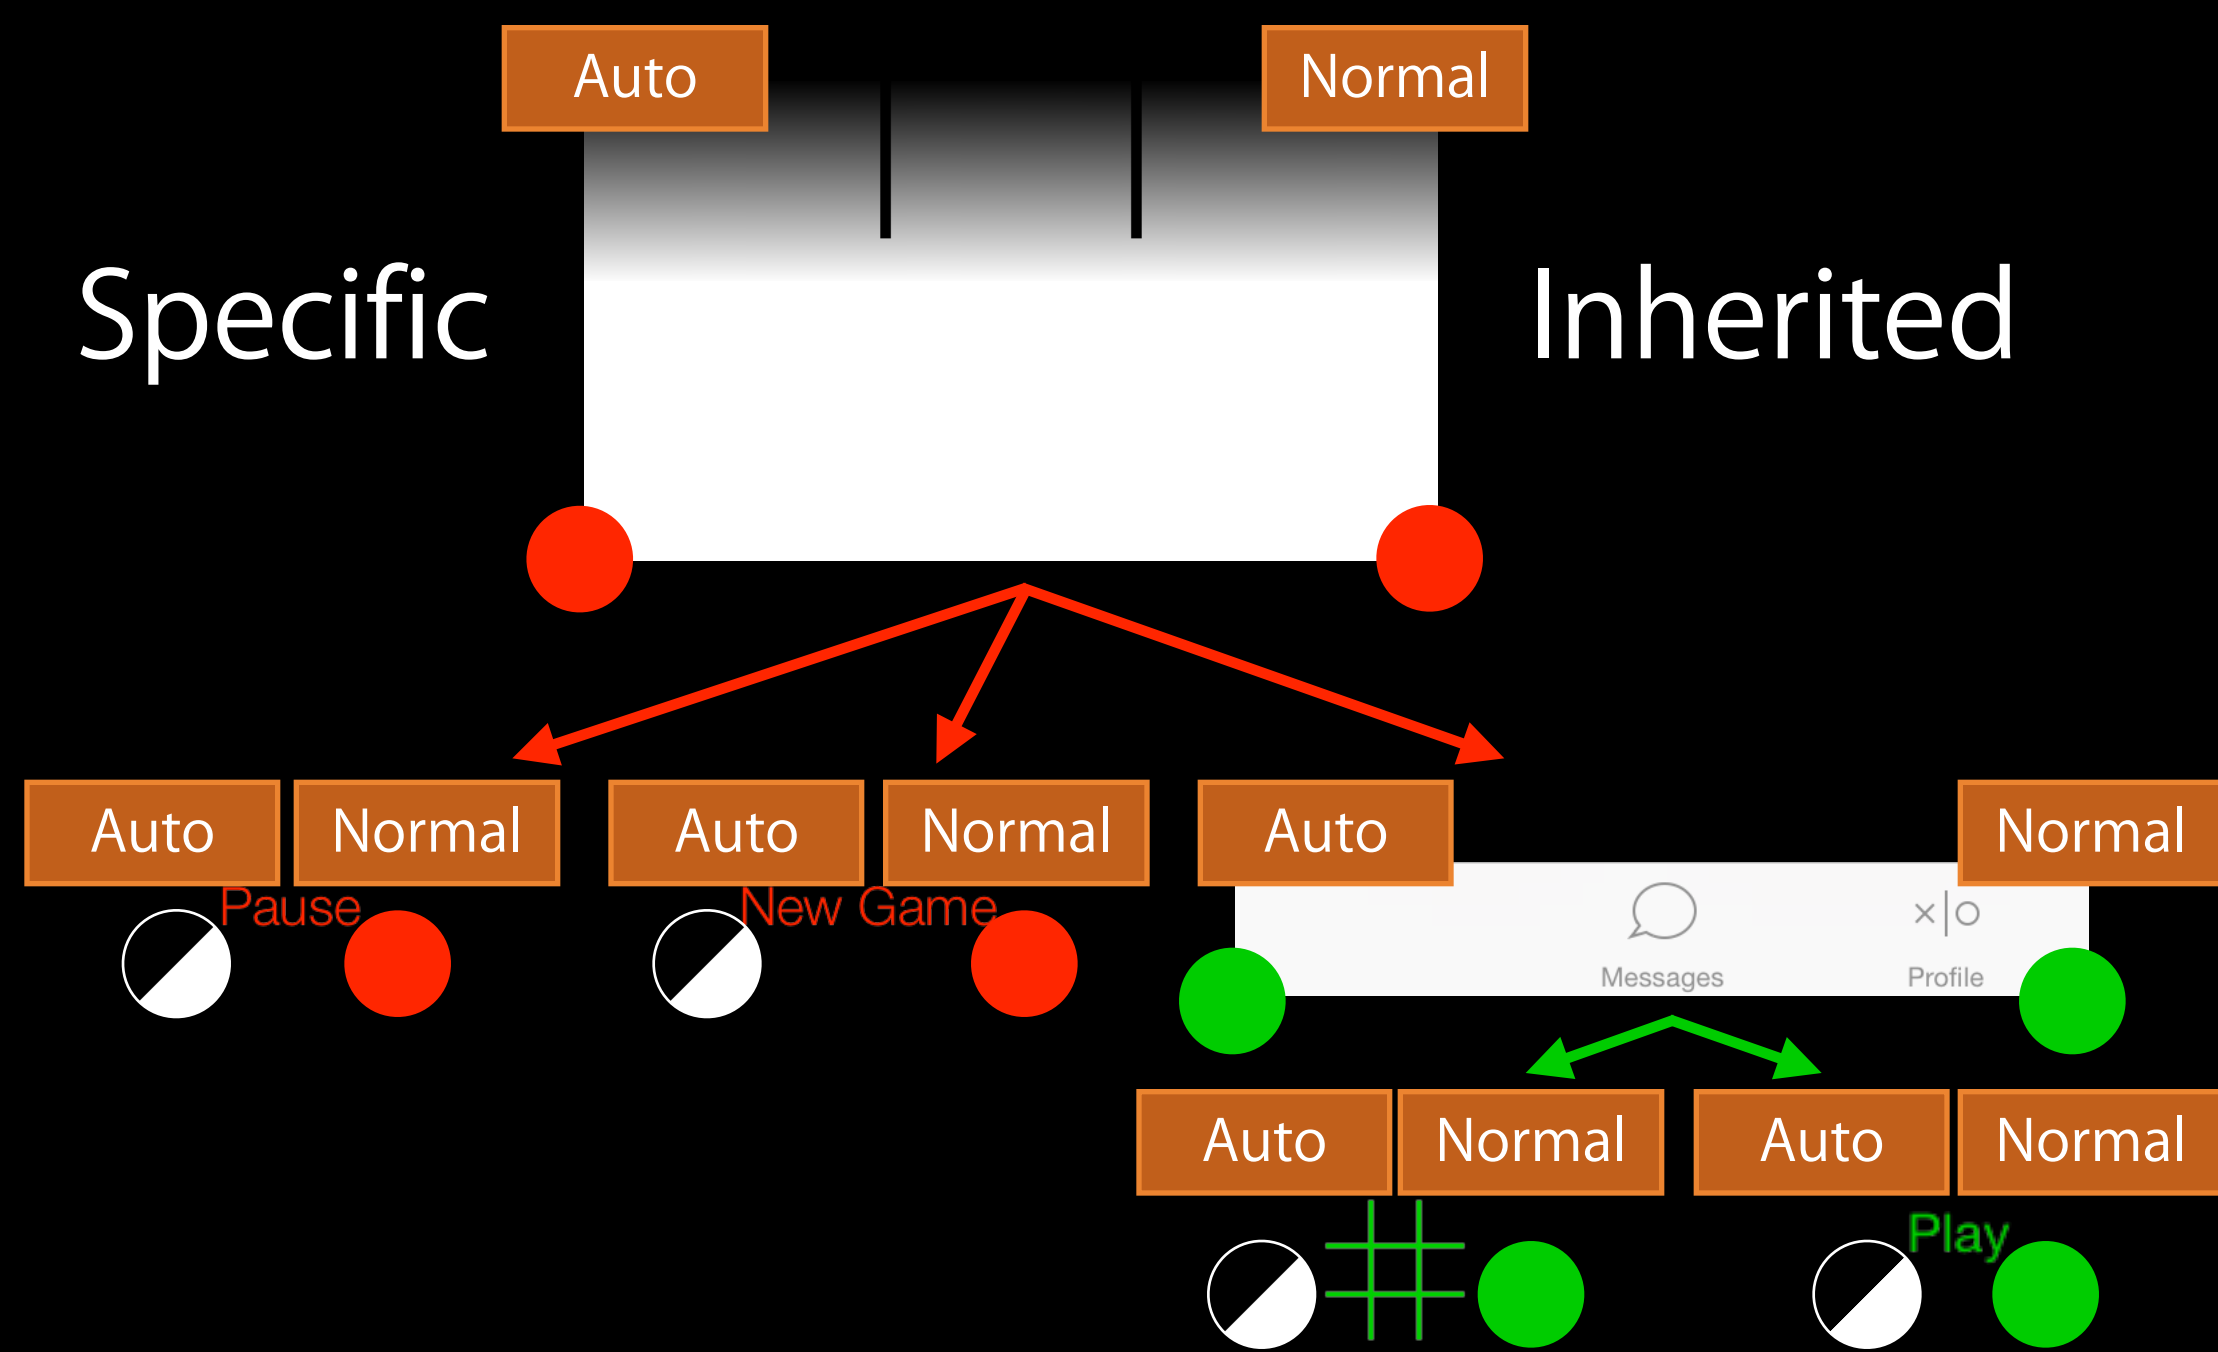 Auto
Normal
Specific
Inherited
Auto
Normal
Auto
Normal
Auto
Normal
Pause
New Game
Messages
Profile
Auto
Normal
Auto
Normal
Play